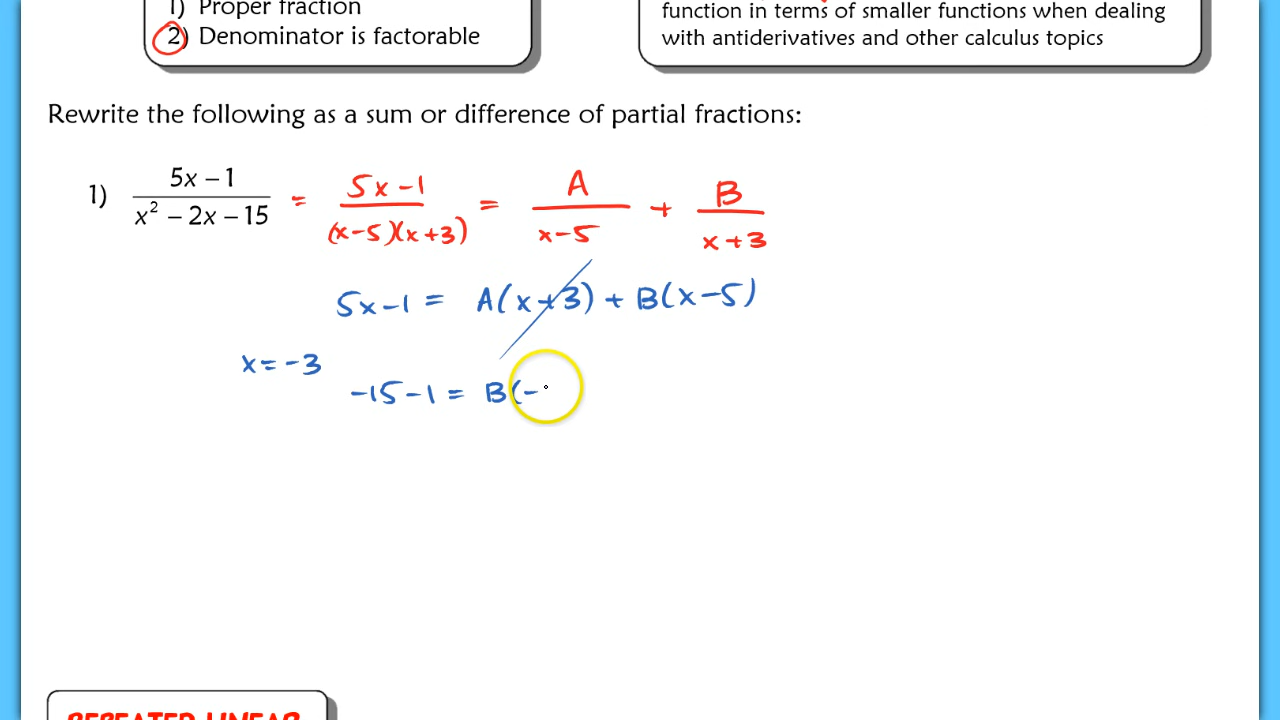 1) Proper fraction
2) Denominator is factorable
function in terms of smaller functions when dealing
with antiderivatives and other calculus topics
Rewrite the following as a sum or difference of partial fractions:
1) (5x – 1)/(x² – 2x – 15) = (5x-1)/((x-5)(x+3)) = A/(x-5) + B/(x+3)
5x-1 = A(x+3) + B(x-5)
x = -3
-15-1 = B(-
REPEATED LINEAR